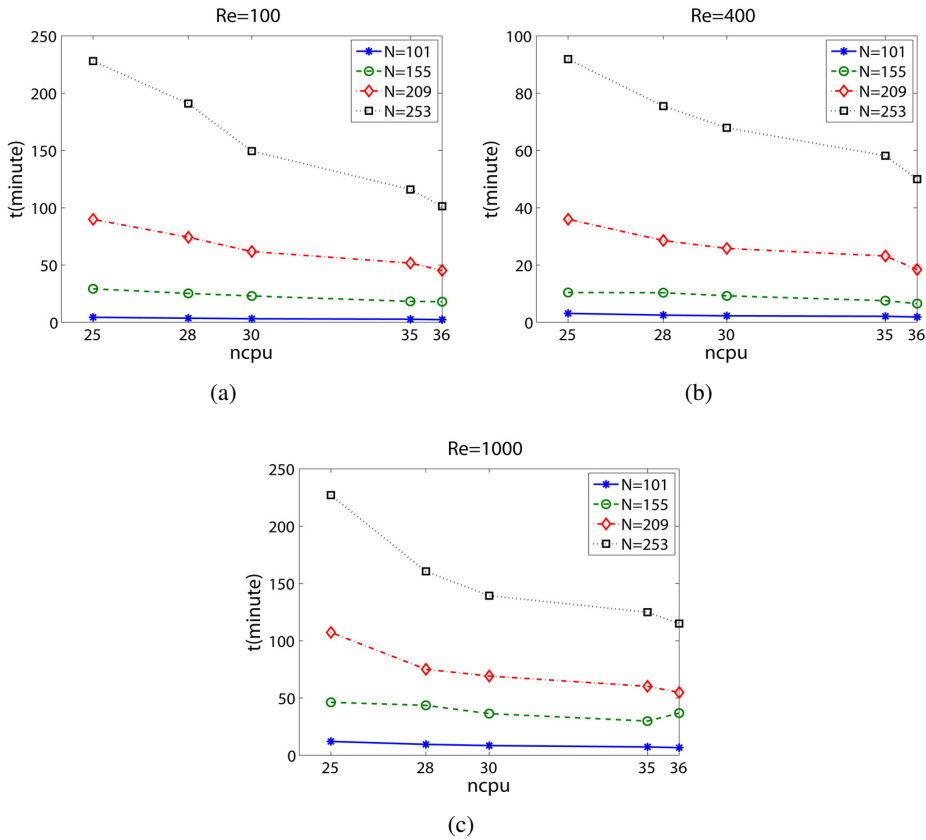 Re=100
250
200
150
100
50
0
t(minute)
25 28 30 35 36
ncpu
N=101
N=155
N=209
N=253
(a)
Re=400
100
80
60
40
20
0
t(minute)
25 28 30 35 36
ncpu
N=101
N=155
N=209
N=253
(b)
Re=1000
250
200
150
100
50
0
t(minute)
25 28 30 35 36
ncpu
N=101
N=155
N=209
N=253
(c)